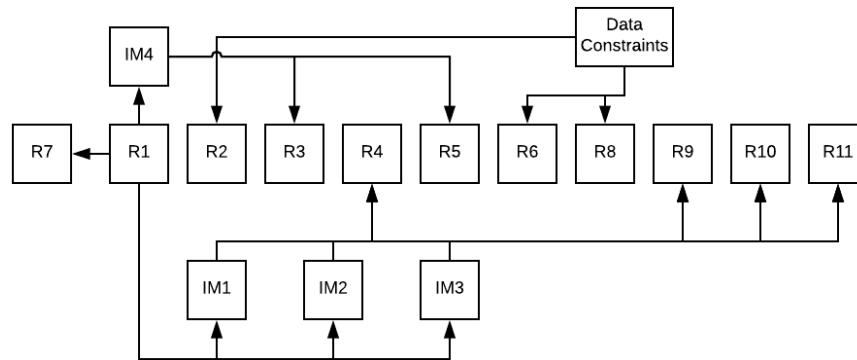 Data
Constraints
IM4
R7
R1
R2
R3
R4
R5
R6
R8
R9
R10
R11
IM1
IM2
IM3